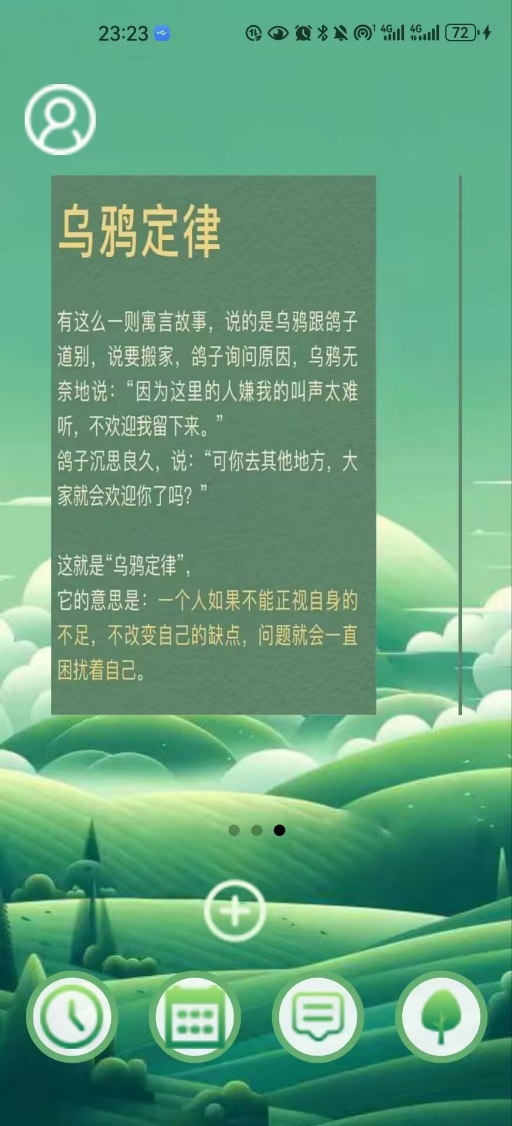 23:23
4G
4G
72
乌鸦定律
有这么一则寓言故事，说的是乌鸦跟鸽子
道别，说要搬家，鸽子询问原因，乌鸦无
奈地说：“因为这里的人嫌我的叫声太难
听，不欢迎我留下来。”
鸽子沉思良久，说：“可你去其他地方，大
家就会欢迎你了吗？”
这就是“乌鸦定律”，
它的意思是：一个人如果不能正视自身的
不足，不改变自己的缺点，问题就会一直
困扰着自己。